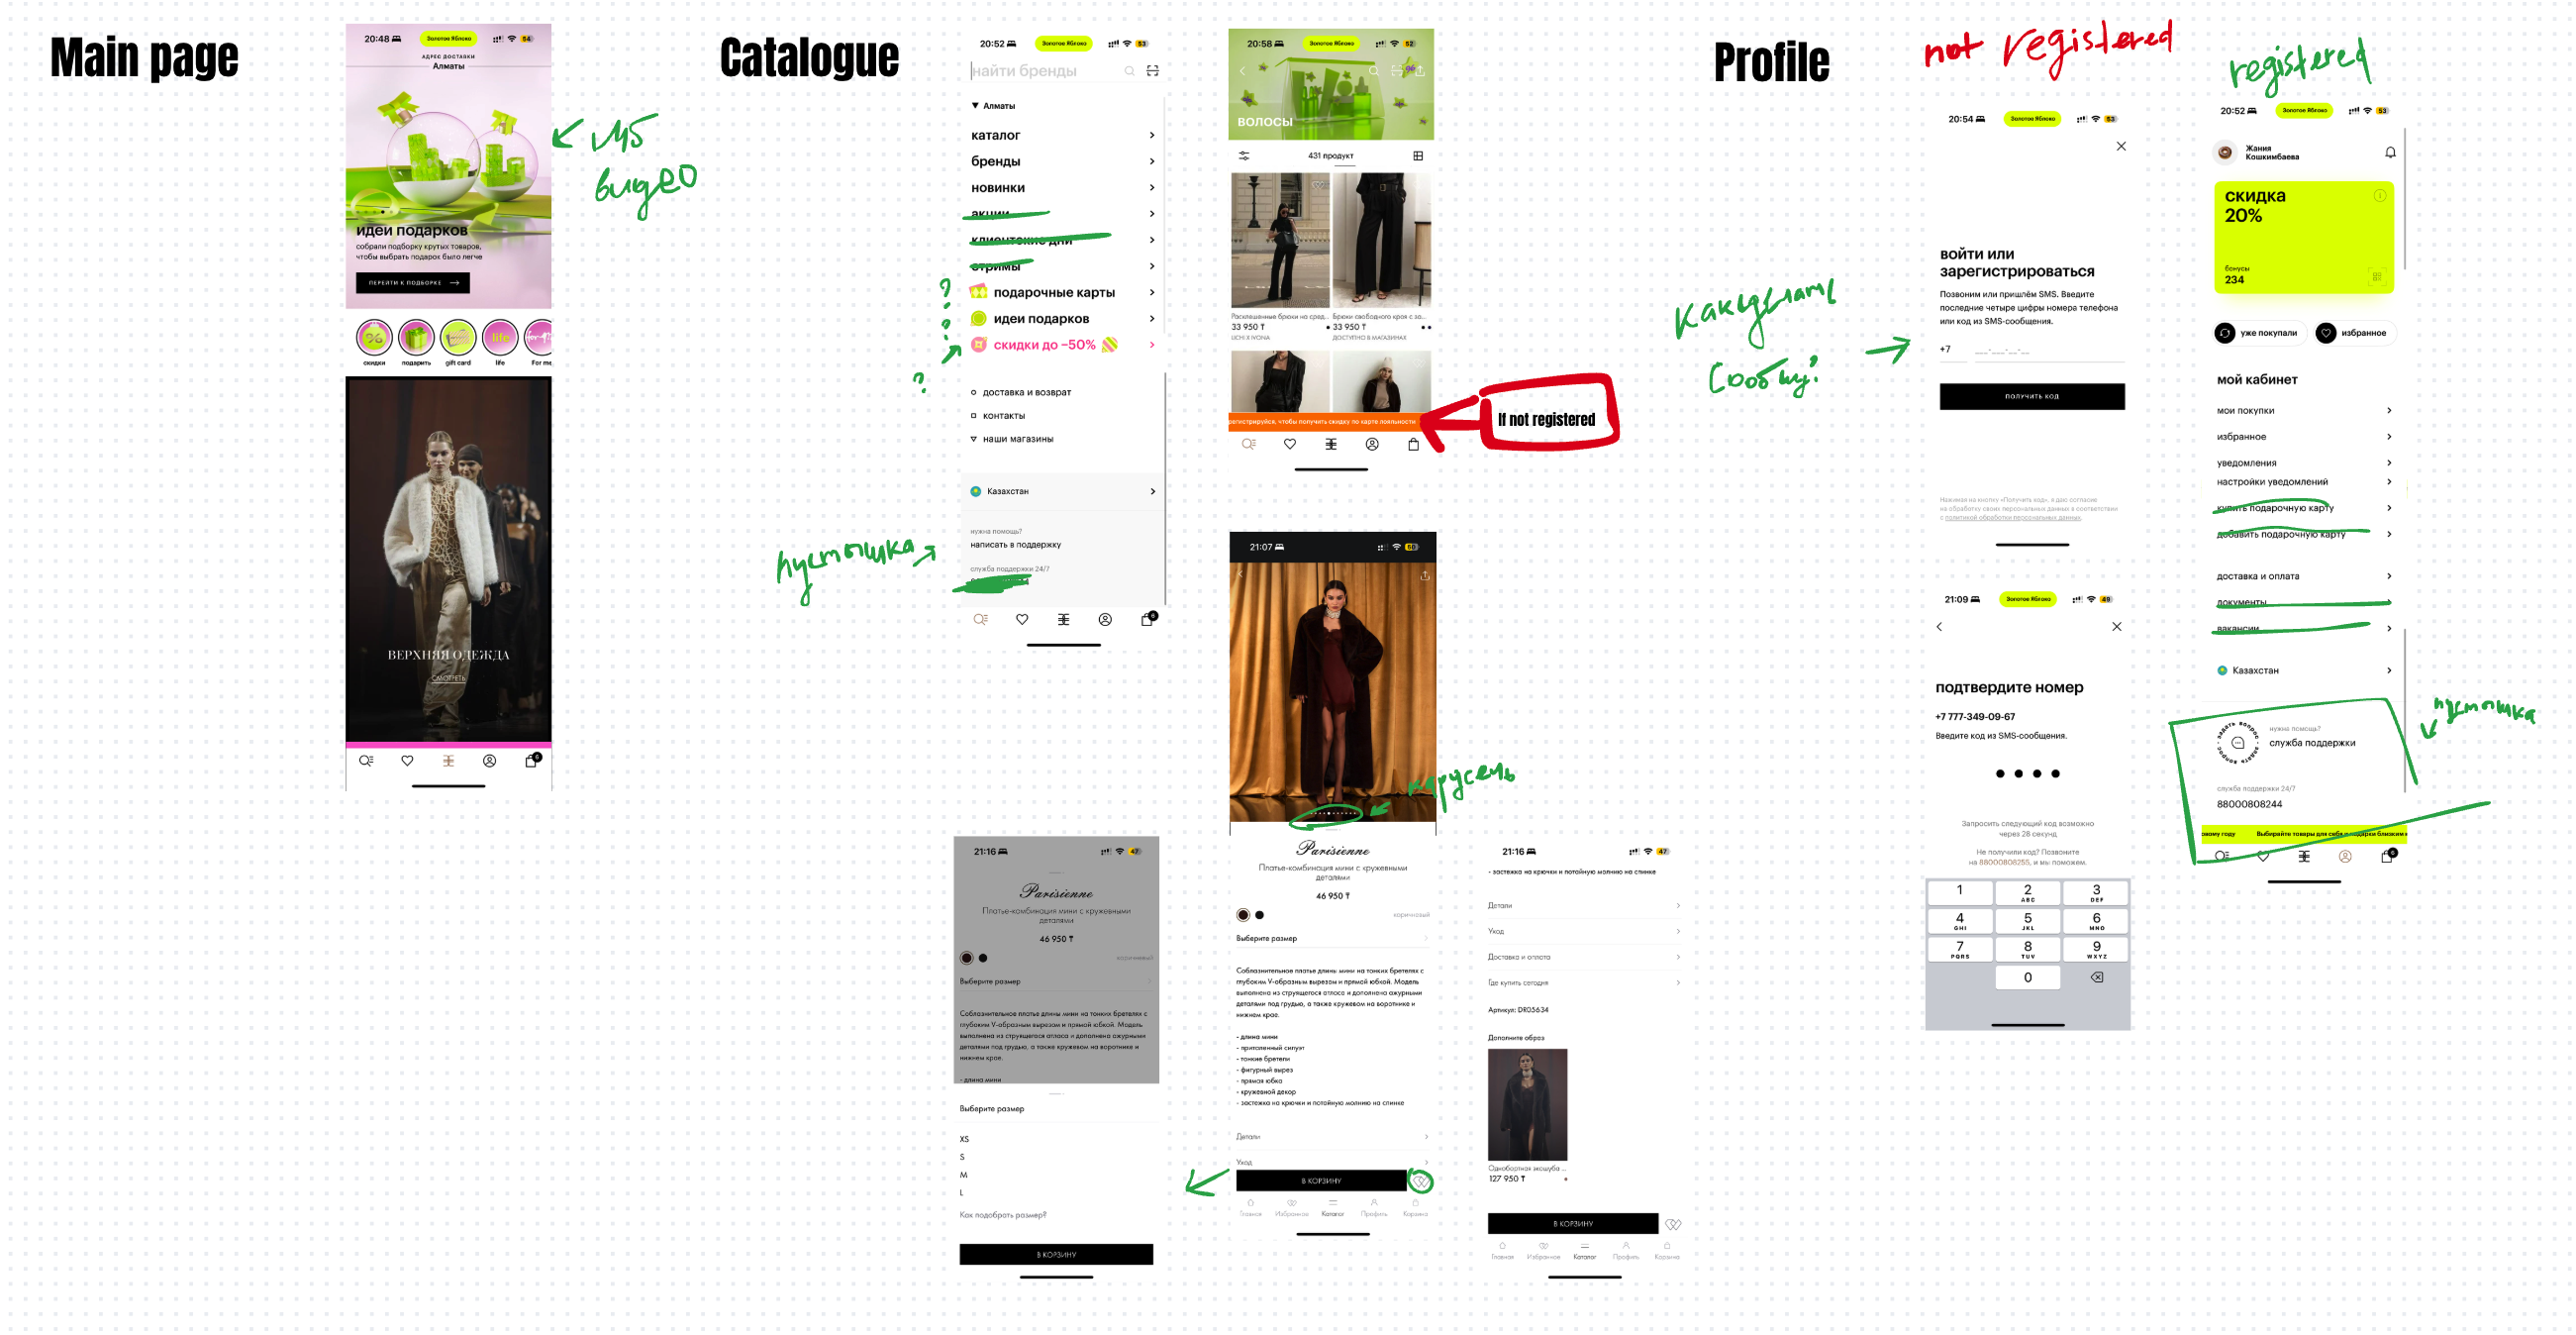 Main page
20:48
Золотое Яблоко
54
АДРЕС ДОСТАВКИ
Алматы
идеи подарков
собрали подборку крутых товаров,
чтобы выбрать подарок было легче
ПЕРЕЙТИ К ПОДБОРКЕ
%
life
for me
скидки
подарить
gift card
life
For me
ВЕРХНЯЯ ОДЕЖДА
СМОТРЕТЬ
6
видео
Catalogue
20:52
Золотое Яблоко
53
найти бренды
Алматы
каталог
бренды
новинки
акции
клиентские дни
стримы
подарочные карты
идеи подарков
скидки до −50%
?
?
?
?
доставка и возврат
контакты
наши магазины
Казахстан
нужна помощь?
написать в поддержку
служба поддержки 24/7
6
пустышка
20:58
Золотое Яблоко
52
ВОЛОСЫ
431 продукт
Расклешенные брюки на сред...
33 950 ₸
UCHI X IVONA
Брюки свободного кроя с за...
33 950 ₸
ДОСТУПНО В МАГАЗИНАХ
регистрируйся, чтобы получить скидку по карте лояльности
If not registered
21:07
карусель
Parisienne
Платье-комбинация мини с кружевными
деталями
46 950 ₸
коричневый
Выберите размер
Соблазнительное платье длины мини на тонких бретелях с
глубоким V-образным вырезом и прямой юбкой. Модель
выполнена из струящегося атласа и дополнена ажурными
деталями под грудью, а также кружевом на воротнике и
нижнем крае.
- длина мини
- приталенный силуэт
- тонкие бретели
- фигурный вырез
- прямая юбка
- кружевной декор
- застежка на крючки и потайную молнию на спинке
Детали
Уход
В КОРЗИНУ
Главная
Избранное
Каталог
Профиль
Корзина
21:16
47
Parisienne
Платье-комбинация мини с кружевными
деталями
46 950 ₸
коричневый
Выберите размер
Соблазнительное платье длины мини на тонких бретелях с
глубоким V-образным вырезом и прямой юбкой. Модель
выполнена из струящегося атласа и дополнена ажурными
деталями под грудью, а также кружевом на воротнике и
нижнем крае.
- длина мини
Выберите размер
XS
S
M
L
Как подобрать размер?
В КОРЗИНУ
21:16
47
- застежка на крючки и потайную молнию на спинке
Детали
Уход
Доставка и оплата
Где купить сегодня
Артикул: DR05634
Дополните образ
Однобортная экошуба ...
127 950 ₸
В КОРЗИНУ
Главная
Избранное
Каталог
Профиль
Корзина
Profile
not registered
20:54
Золотое Яблоко
53
войти или
зарегистрироваться
Позвоним или пришлём SMS. Введите
последние четыре цифры номера телефона
или код из SMS-сообщения.
+7
ПОЛУЧИТЬ КОД
Нажимая на кнопку «Получить код», я даю согласие
на обработку своих персональных данных в соответствии
с политикой обработки персональных данных.
21:09
Золотое Яблоко
49
подтвердите номер
+7 777-349-09-67
Введите код из SMS-сообщения.
Запросить следующий код возможно
через 28 секунд
Не получили код? Позвоните
на 88000808255, и мы поможем.
1
2 ABC
3 DEF
4 GHI
5 JKL
6 MNO
7 PQRS
8 TUV
9 WXYZ
0
registered
20:52
Золотое Яблоко
53
Жания
Кошкимбаева
скидка
20%
бонусы
234
уже покупали
избранное
мой кабинет
мои покупки
избранное
уведомления
настройки уведомлений
купить подарочную карту
добавить подарочную карту
доставка и оплата
документы
вакансии
Казахстан
задать вопрос
нужна помощь?
служба поддержки
служба поддержки 24/7
88000808244
овому году
Выбирайте товары для себя и подарки близким
6
пустышка